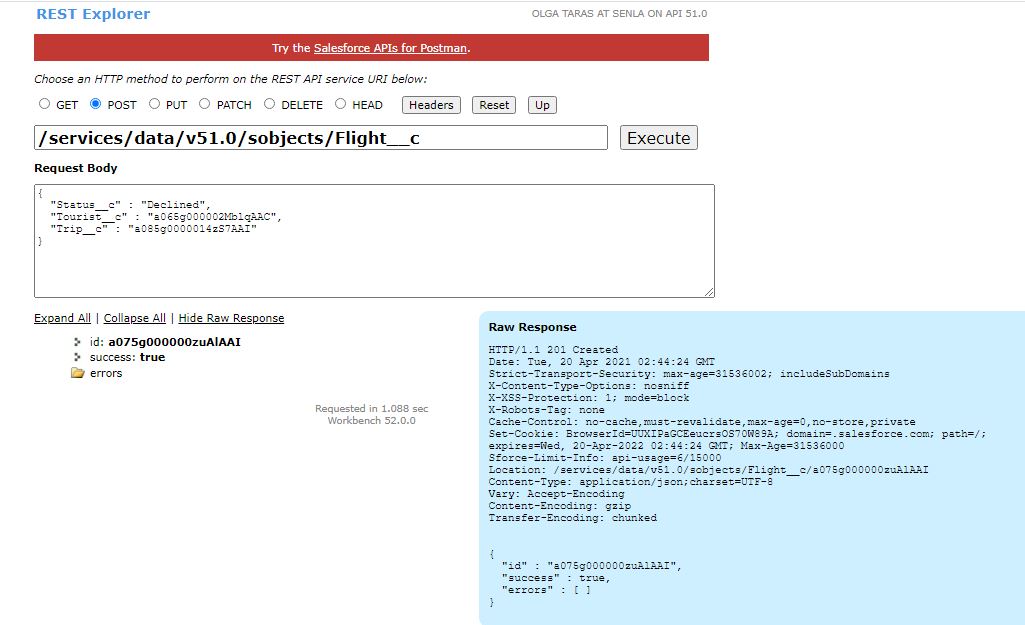 REST Explorer
OLGA TARAS AT SENLA ON API 51.0
Try the Salesforce APIs for Postman.
Choose an HTTP method to perform on the REST API service URI below:
GET POST PUT PATCH DELETE HEAD Headers Reset Up
/services/data/v51.0/sobjects/Flight__c Execute
Request Body
{
"Status__c" : "Declined",
"Tourist__c" : "a065g000002MblqAAC",
"Trip__c" : "a085g0000014zS7AAI"
}
Expand All | Collapse All | Hide Raw Response
id: a075g000000zuAlAAI
success: true
errors
Requested in 1.088 sec
Workbench 52.0.0
Raw Response
HTTP/1.1 201 Created
Date: Tue, 20 Apr 2021 02:44:24 GMT
Strict-Transport-Security: max-age=31536002; includeSubDomains
X-Content-Type-Options: nosniff
X-XSS-Protection: 1; mode=block
X-Robots-Tag: none
Cache-Control: no-cache,must-revalidate,max-age=0,no-store,private
Set-Cookie: BrowserId=UUXIPaGCEeucrsOS70W89A; domain=.salesforce.com; path=/;
expires=Wed, 20-Apr-2022 02:44:24 GMT; Max-Age=31536000
Sforce-Limit-Info: api-usage=6/15000
Location: /services/data/v51.0/sobjects/Flight__c/a075g000000zuAlAAI
Content-Type: application/json;charset=UTF-8
Vary: Accept-Encoding
Content-Encoding: gzip
Transfer-Encoding: chunked
{
"id" : "a075g000000zuAlAAI",
"success" : true,
"errors" : [ ]
}